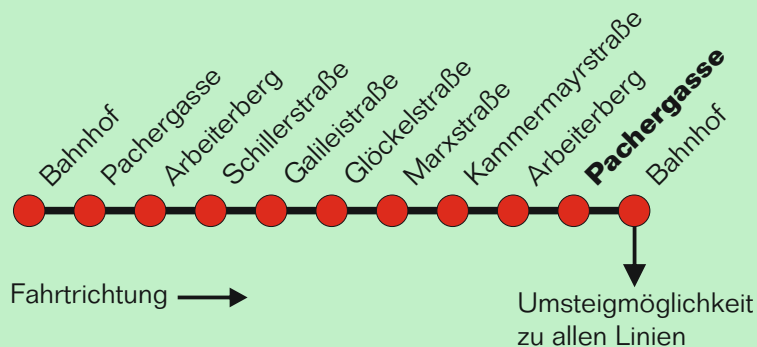 Bahnhof
Pachergasse
Arbeiterberg
Schillerstraße
Galileistraße
Glöckelstraße
Marxstraße
Kammermayrstraße
Arbeiterberg
Pachergasse
Bahnhof
Fahrtrichtung
Umsteigmöglichkeit
zu allen Linien